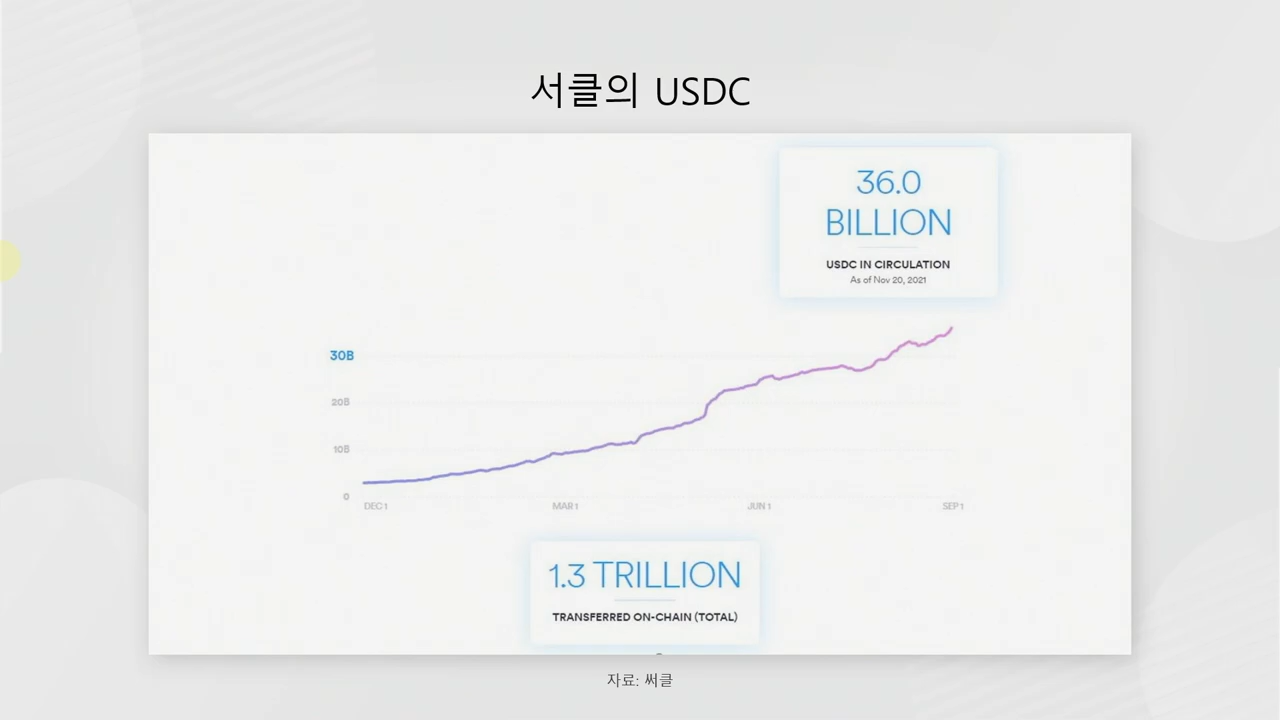 서클의 USDC
36.0
BILLION
USDC IN CIRCULATION
As of Nov 20, 2021
30B
20B
10B
0
DEC 1
MAR 1
JUN 1
SEP 1
1.3 TRILLION
TRANSFERRED ON-CHAIN (TOTAL)
자료: 써클